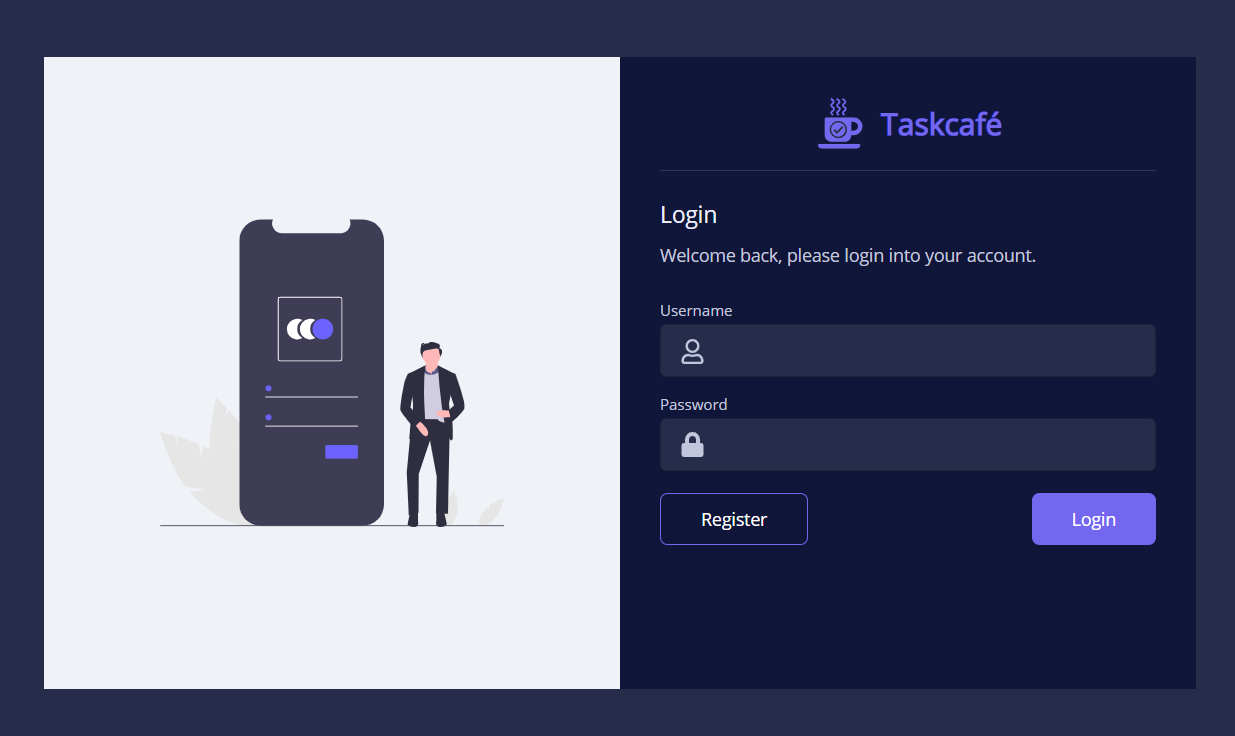 Taskcafé
Login
Welcome back, please login into your account.
Username
Password
Register
Login